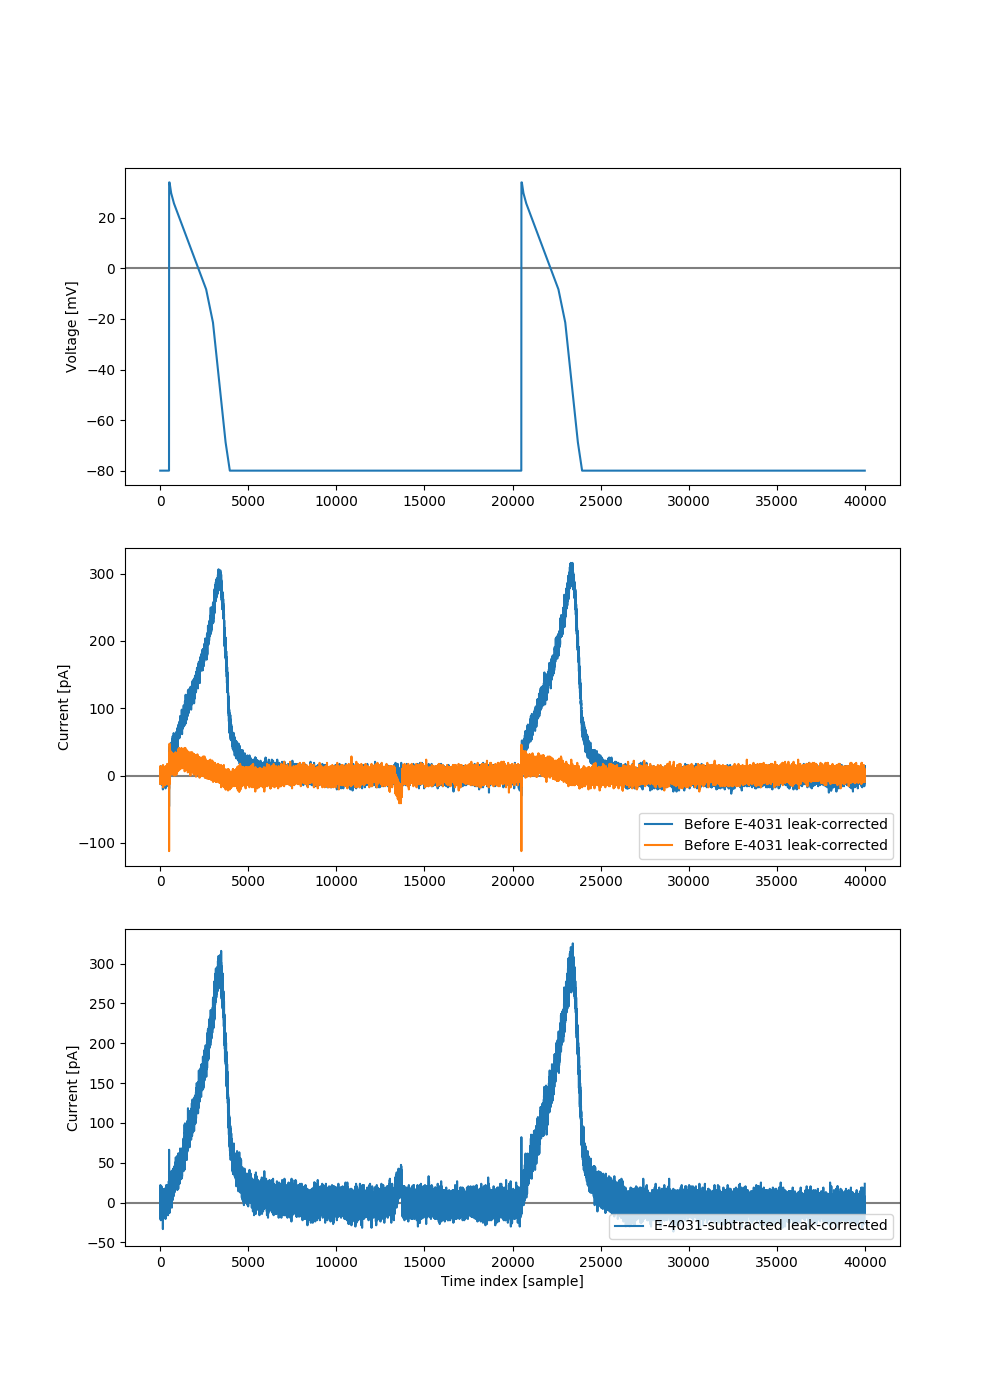 Voltage [mV]
20
0
−20
−40
−60
−80
0 5000 10000 15000 20000 25000 30000 35000 40000
Current [pA]
300
200
100
0
−100
Before E-4031 leak-corrected
Before E-4031 leak-corrected
0 5000 10000 15000 20000 25000 30000 35000 40000
Current [pA]
300
250
200
150
100
50
0
−50
E-4031-subtracted leak-corrected
0 5000 10000 15000 20000 25000 30000 35000 40000
Time index [sample]